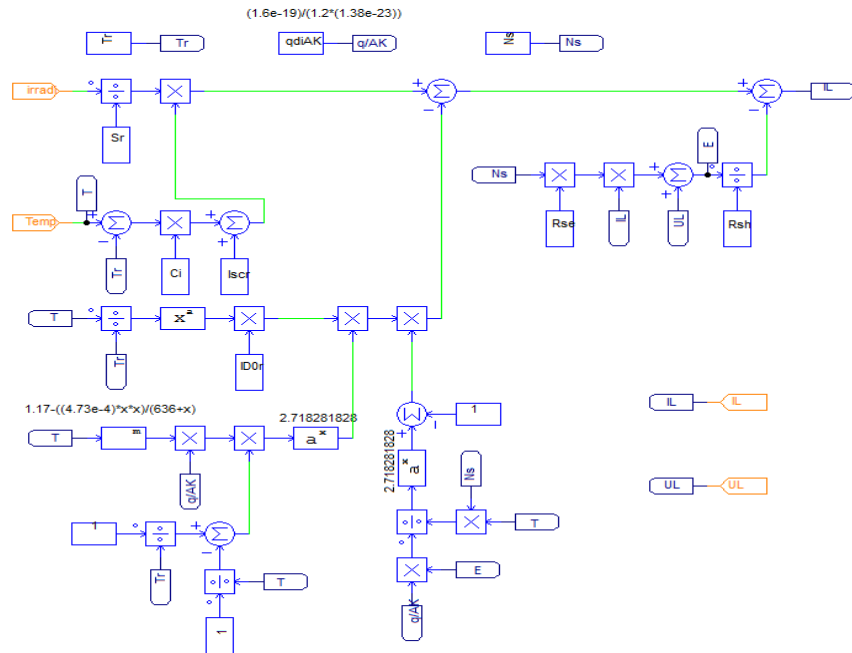 (1.6e-19)/(1.2*(1.38e-23))
Tr Tr qdiAK q/AK Ns Ns
irradi Sr IL
T E
Ns Rse IL UL Rsh
Temp Tr Ci Iscr
T Tr x^a ID0r
1.17-((4.73e-4)*x*x)/(636+x)
T m q/AK 2.718281828 a^x
1
2.718281828 a^x
Ns T
E
q/AK
1 Tr T 1
IL IL
UL UL